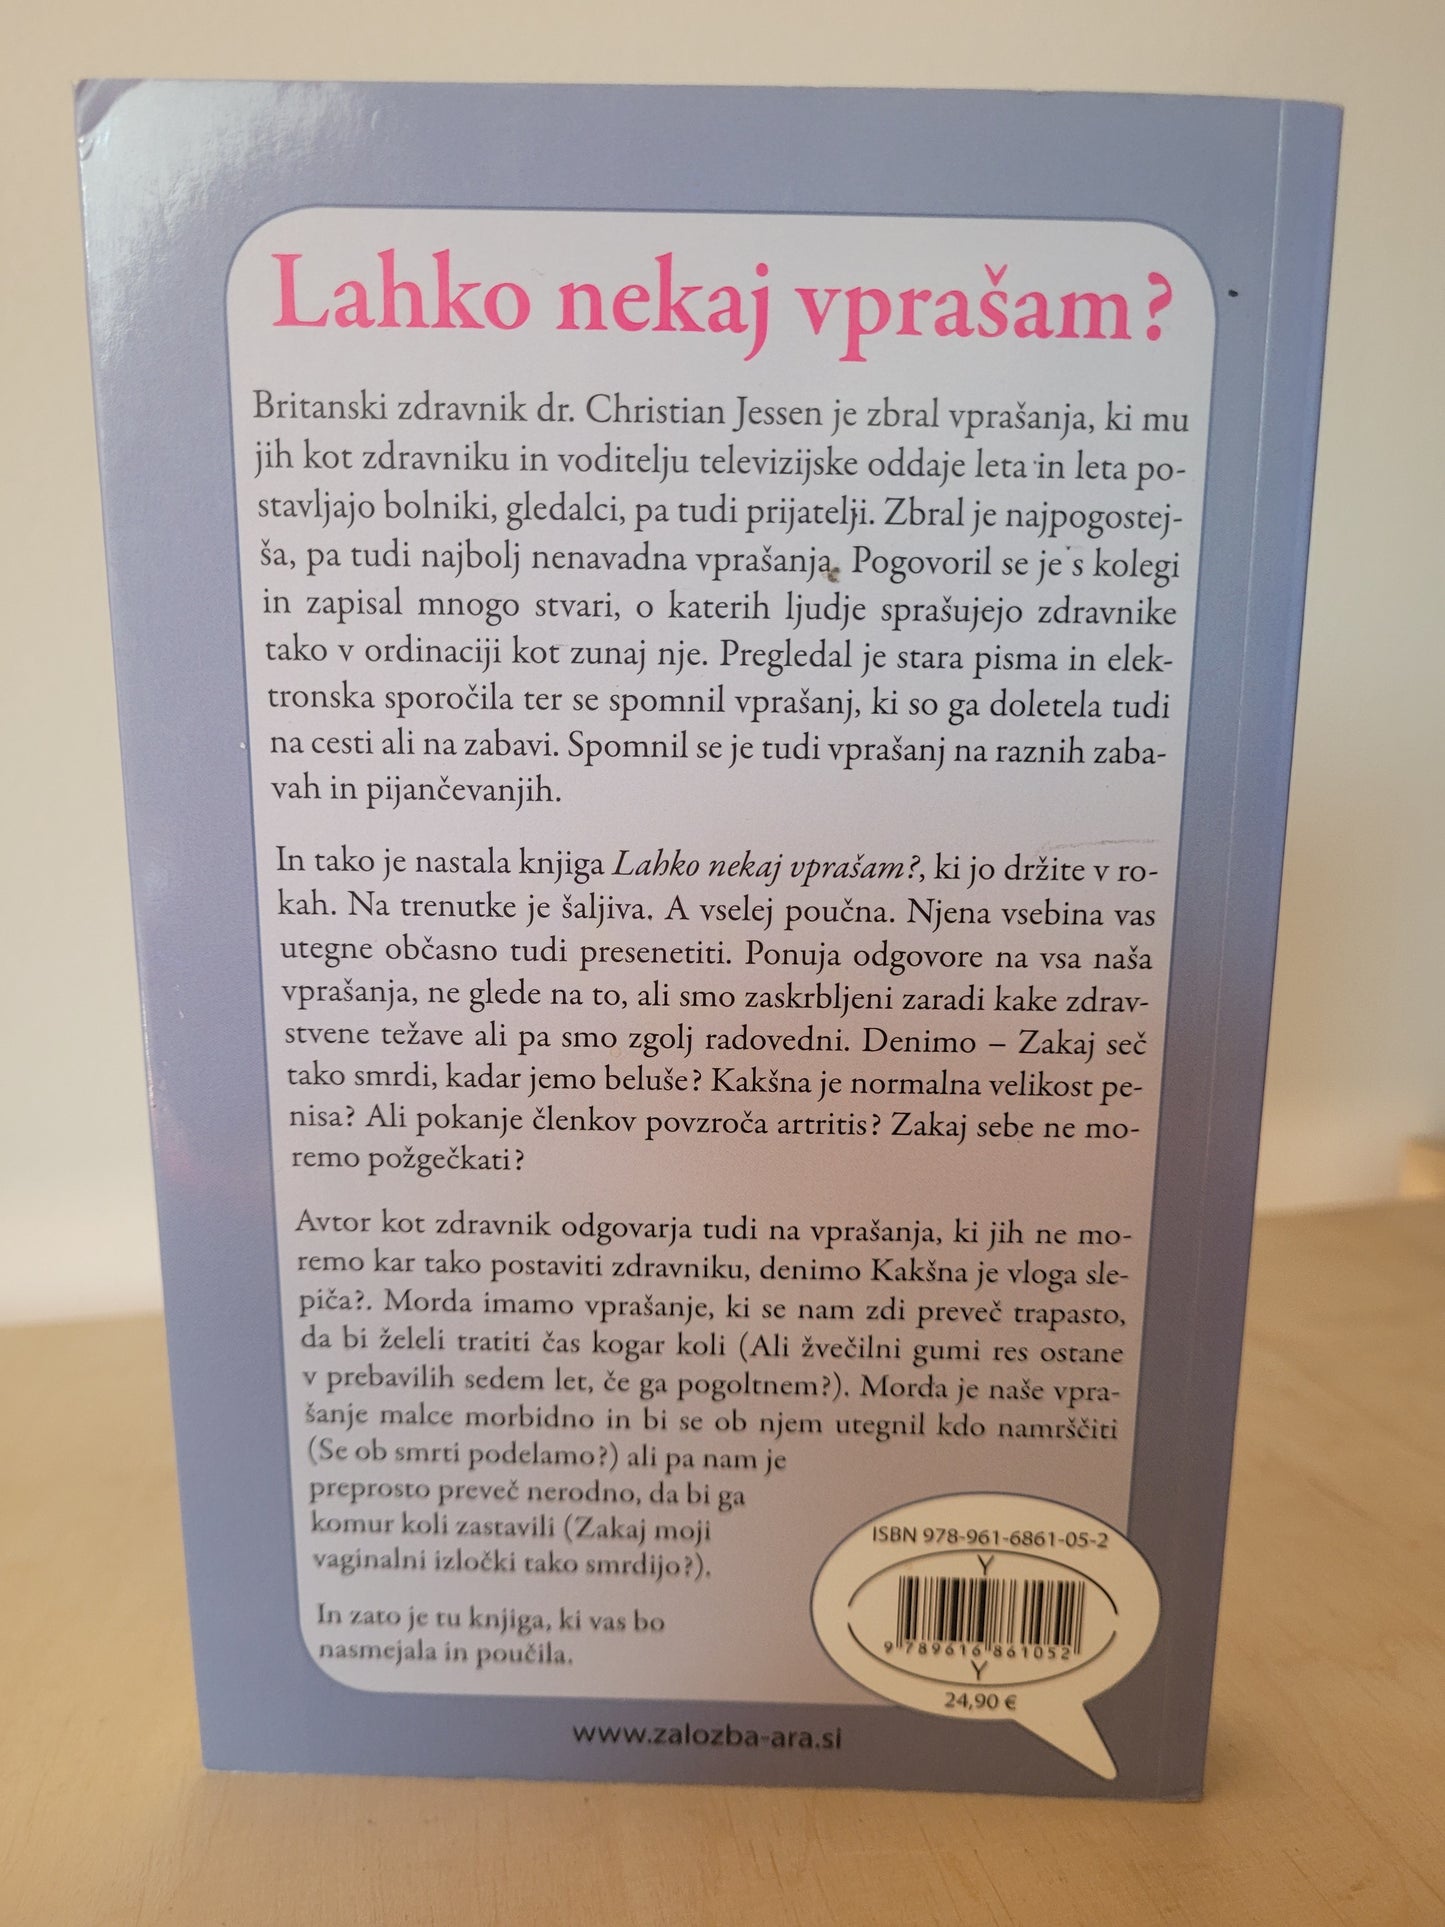 Lahko nekaj vprašam?
Britanski zdravnik dr. Christian Jessen je zbral vprašanja, ki mu
jih kot zdravniku in voditelju televizijske oddaje leta in leta po-
stavljajo bolniki, gledalci, pa tudi prijatelji. Zbral je najpogostej-
ša, pa tudi najbolj nenavadna vprašanja. Pogovoril se je s kolegi
in zapisal mnogo stvari, o katerih ljudje sprašujejo zdravnike
tako v ordinaciji kot zunaj nje. Pregledal je stara pisma in elek-
tronska sporočila ter se spomnil vprašanj, ki so ga doletela tudi
na cesti ali na zabavi. Spomnil se je tudi vprašanj na raznih zaba-
vah in pijančevanjih.
In tako je nastala knjiga Lahko nekaj vprašam?, ki jo držite v ro-
kah. Na trenutke je šaljiva. A vselej poučna. Njena vsebina vas
utegne občasno tudi presenetiti. Ponuja odgovore na vsa naša
vprašanja, ne glede na to, ali smo zaskrbljeni zaradi kake zdrav-
stvene težave ali pa smo zgolj radovedni. Denimo – Zakaj seč
tako smrdi, kadar jemo beluše? Kakšna je normalna velikost pe-
nisa? Ali pokanje členkov povzroča artritis? Zakaj sebe ne mo-
remo požgečkati?
Avtor kot zdravnik odgovarja tudi na vprašanja, ki jih ne mo-
remo kar tako postaviti zdravniku, denimo Kakšna je vloga sle-
piča?. Morda imamo vprašanje, ki se nam zdi preveč trapasto,
da bi želeli tratiti čas kogar koli (Ali žvečilni gumi res ostane
v prebavilih sedem let, če ga pogoltnem?). Morda je naše vpra-
šanje malce morbidno in bi se ob njem utegnil kdo namrščiti
(Se ob smrti podelamo?) ali pa nam je
preprosto preveč nerodno, da bi ga
komur koli zastavili (Zakaj moji
vaginalni izločki tako smrdijo?).
In zato je tu knjiga, ki vas bo
nasmejala in poučila.
ISBN 978-961-6861-05-2
Y
9 789616 861052
Y
24,90 €
www.zalozba-ara.si